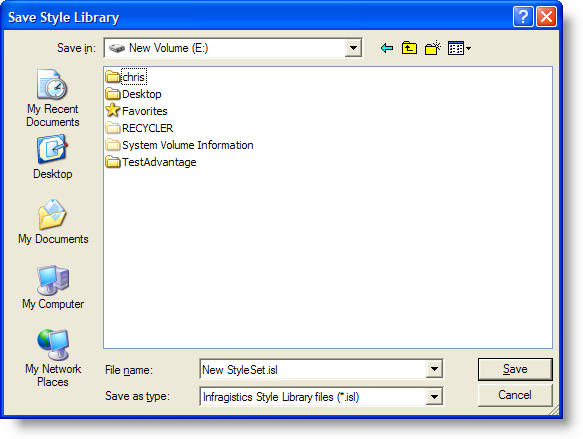 Save Style Library
Save in: New Volume (E:)
chris
Desktop
Favorites
RECYCLER
System Volume Information
TestAdvantage
My Recent
Documents
Desktop
My Documents
My Computer
My Network
Places
File name: New StyleSet.isl
Save
Save as type: Infragistics Style Library files (*.isl)
Cancel